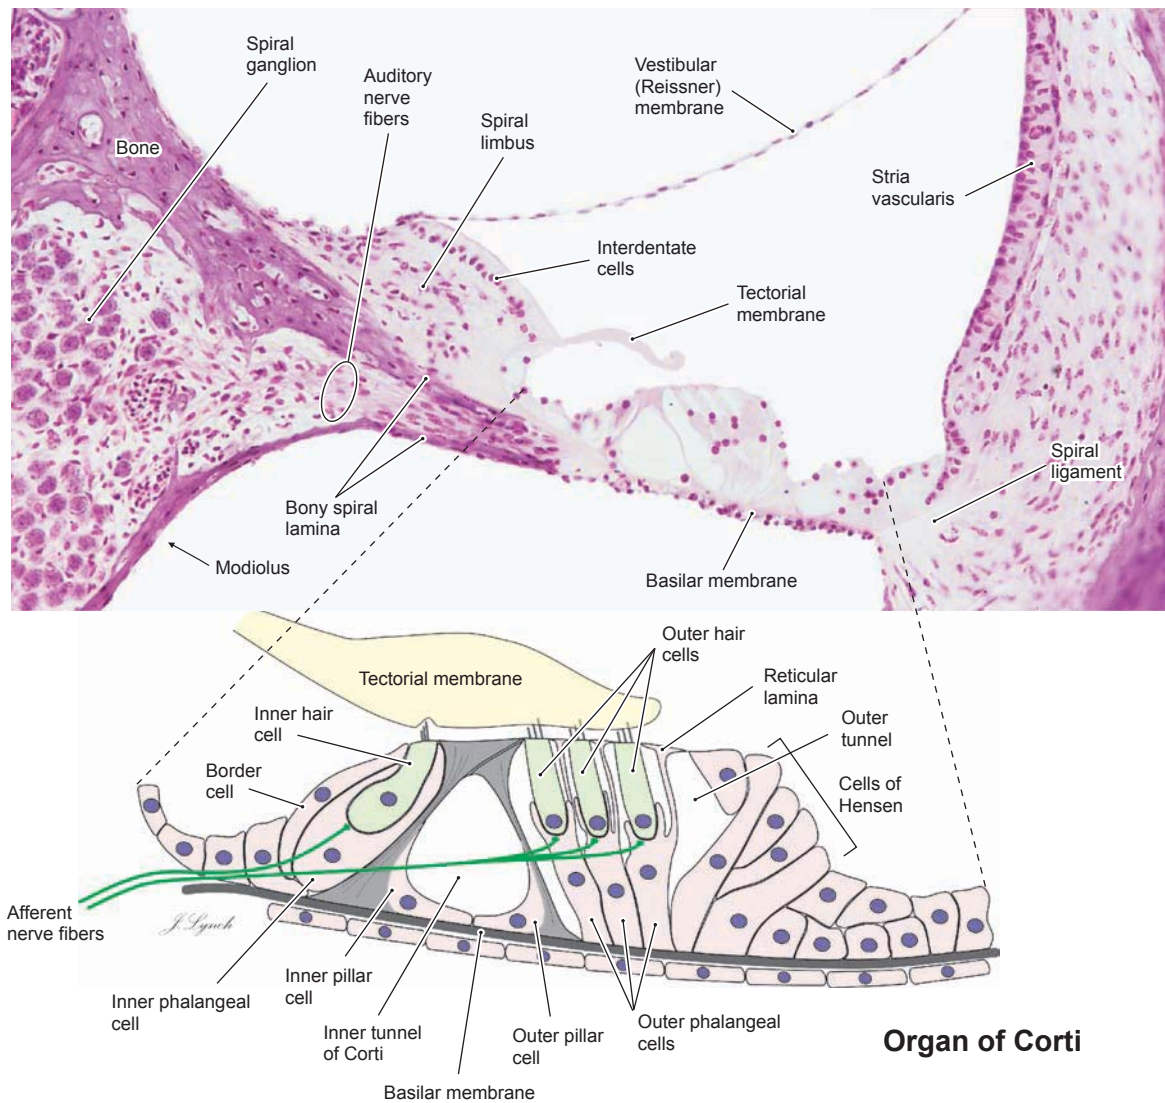 Spiral
ganglion
Auditory
nerve
fibers
Bone
Spiral
limbus
Vestibular
(Reissner)
membrane
Stria
vascularis
Interdentate
cells
Tectorial
membrane
Spiral
ligament
Bony spiral
lamina
Modiolus
Basilar membrane
Tectorial membrane
Outer hair
cells
Reticular
lamina
Inner hair
cell
Outer
tunnel
Border
cell
Cells of
Hensen
Afferent
nerve fibers
J. Lynch
Inner phalangeal
cell
Inner pillar
cell
Inner tunnel
of Corti
Basilar membrane
Outer pillar
cell
Outer phalangeal
cells
Organ of Corti